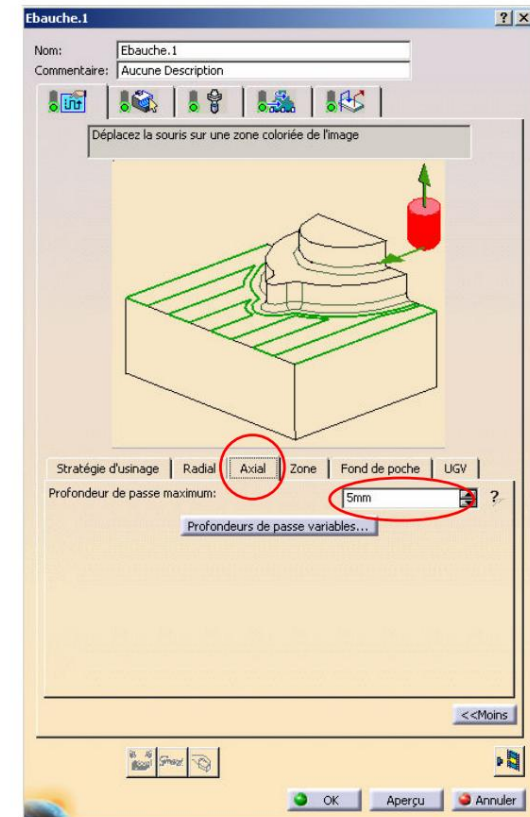 Ebauche.1
Nom: Ebauche.1
Commentaire: Aucune Description
Déplacez la souris sur une zone coloriée de l'image
Stratégie d'usinage Radial Axial Zone Fond de poche UGV
Profondeur de passe maximum: 5mm ?
Profondeurs de passe variables...
<<Moins
OK Aperçu Annuler